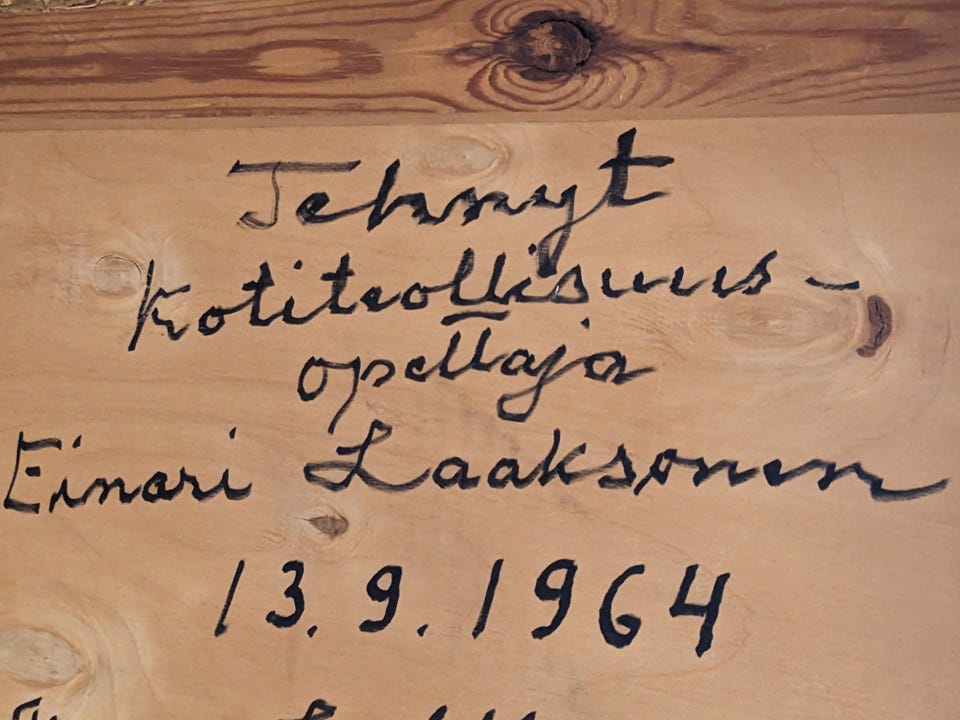 Tehnyt
Kotiteollisuus-
opettaja
Einari Laaksonen
13.9.1964